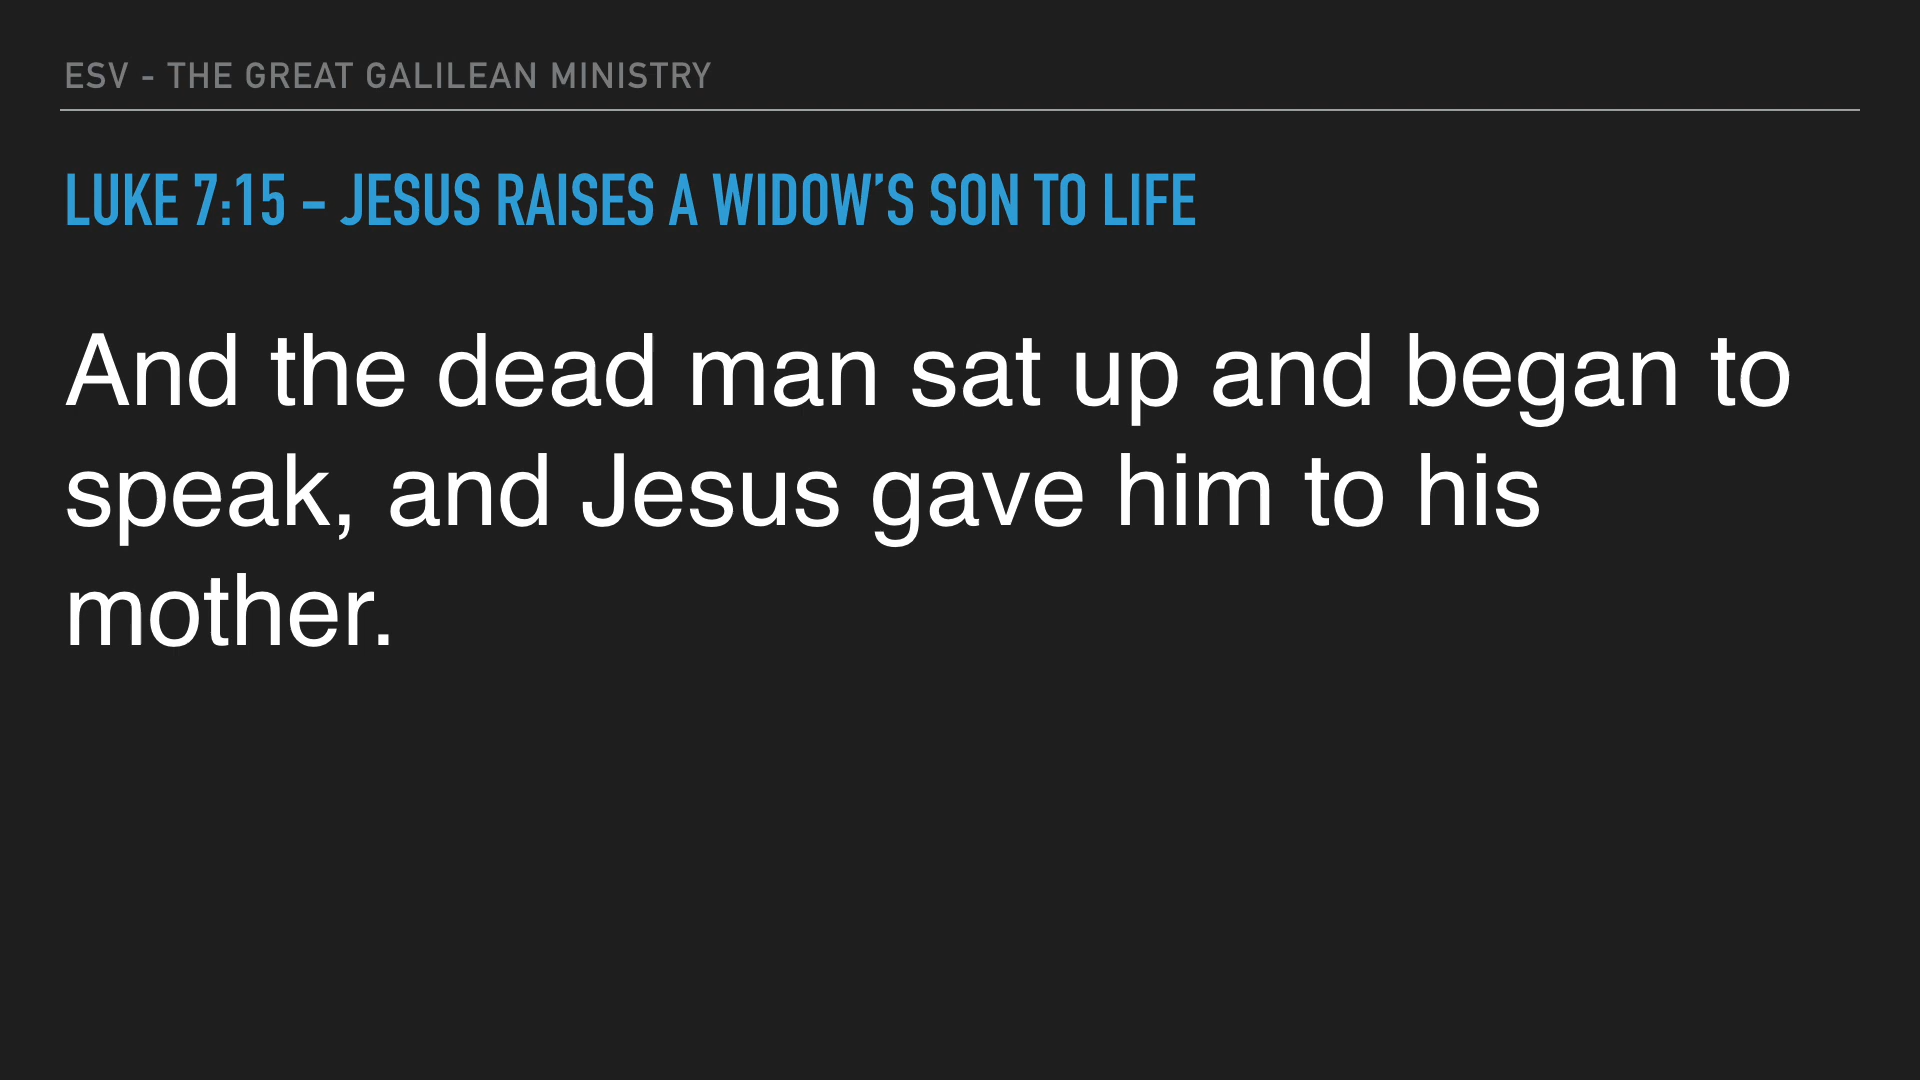 ESV - THE GREAT GALILEAN MINISTRY
LUKE 7:15 - JESUS RAISES A WIDOW’S SON TO LIFE
And the dead man sat up and began to
speak, and Jesus gave him to his
mother.